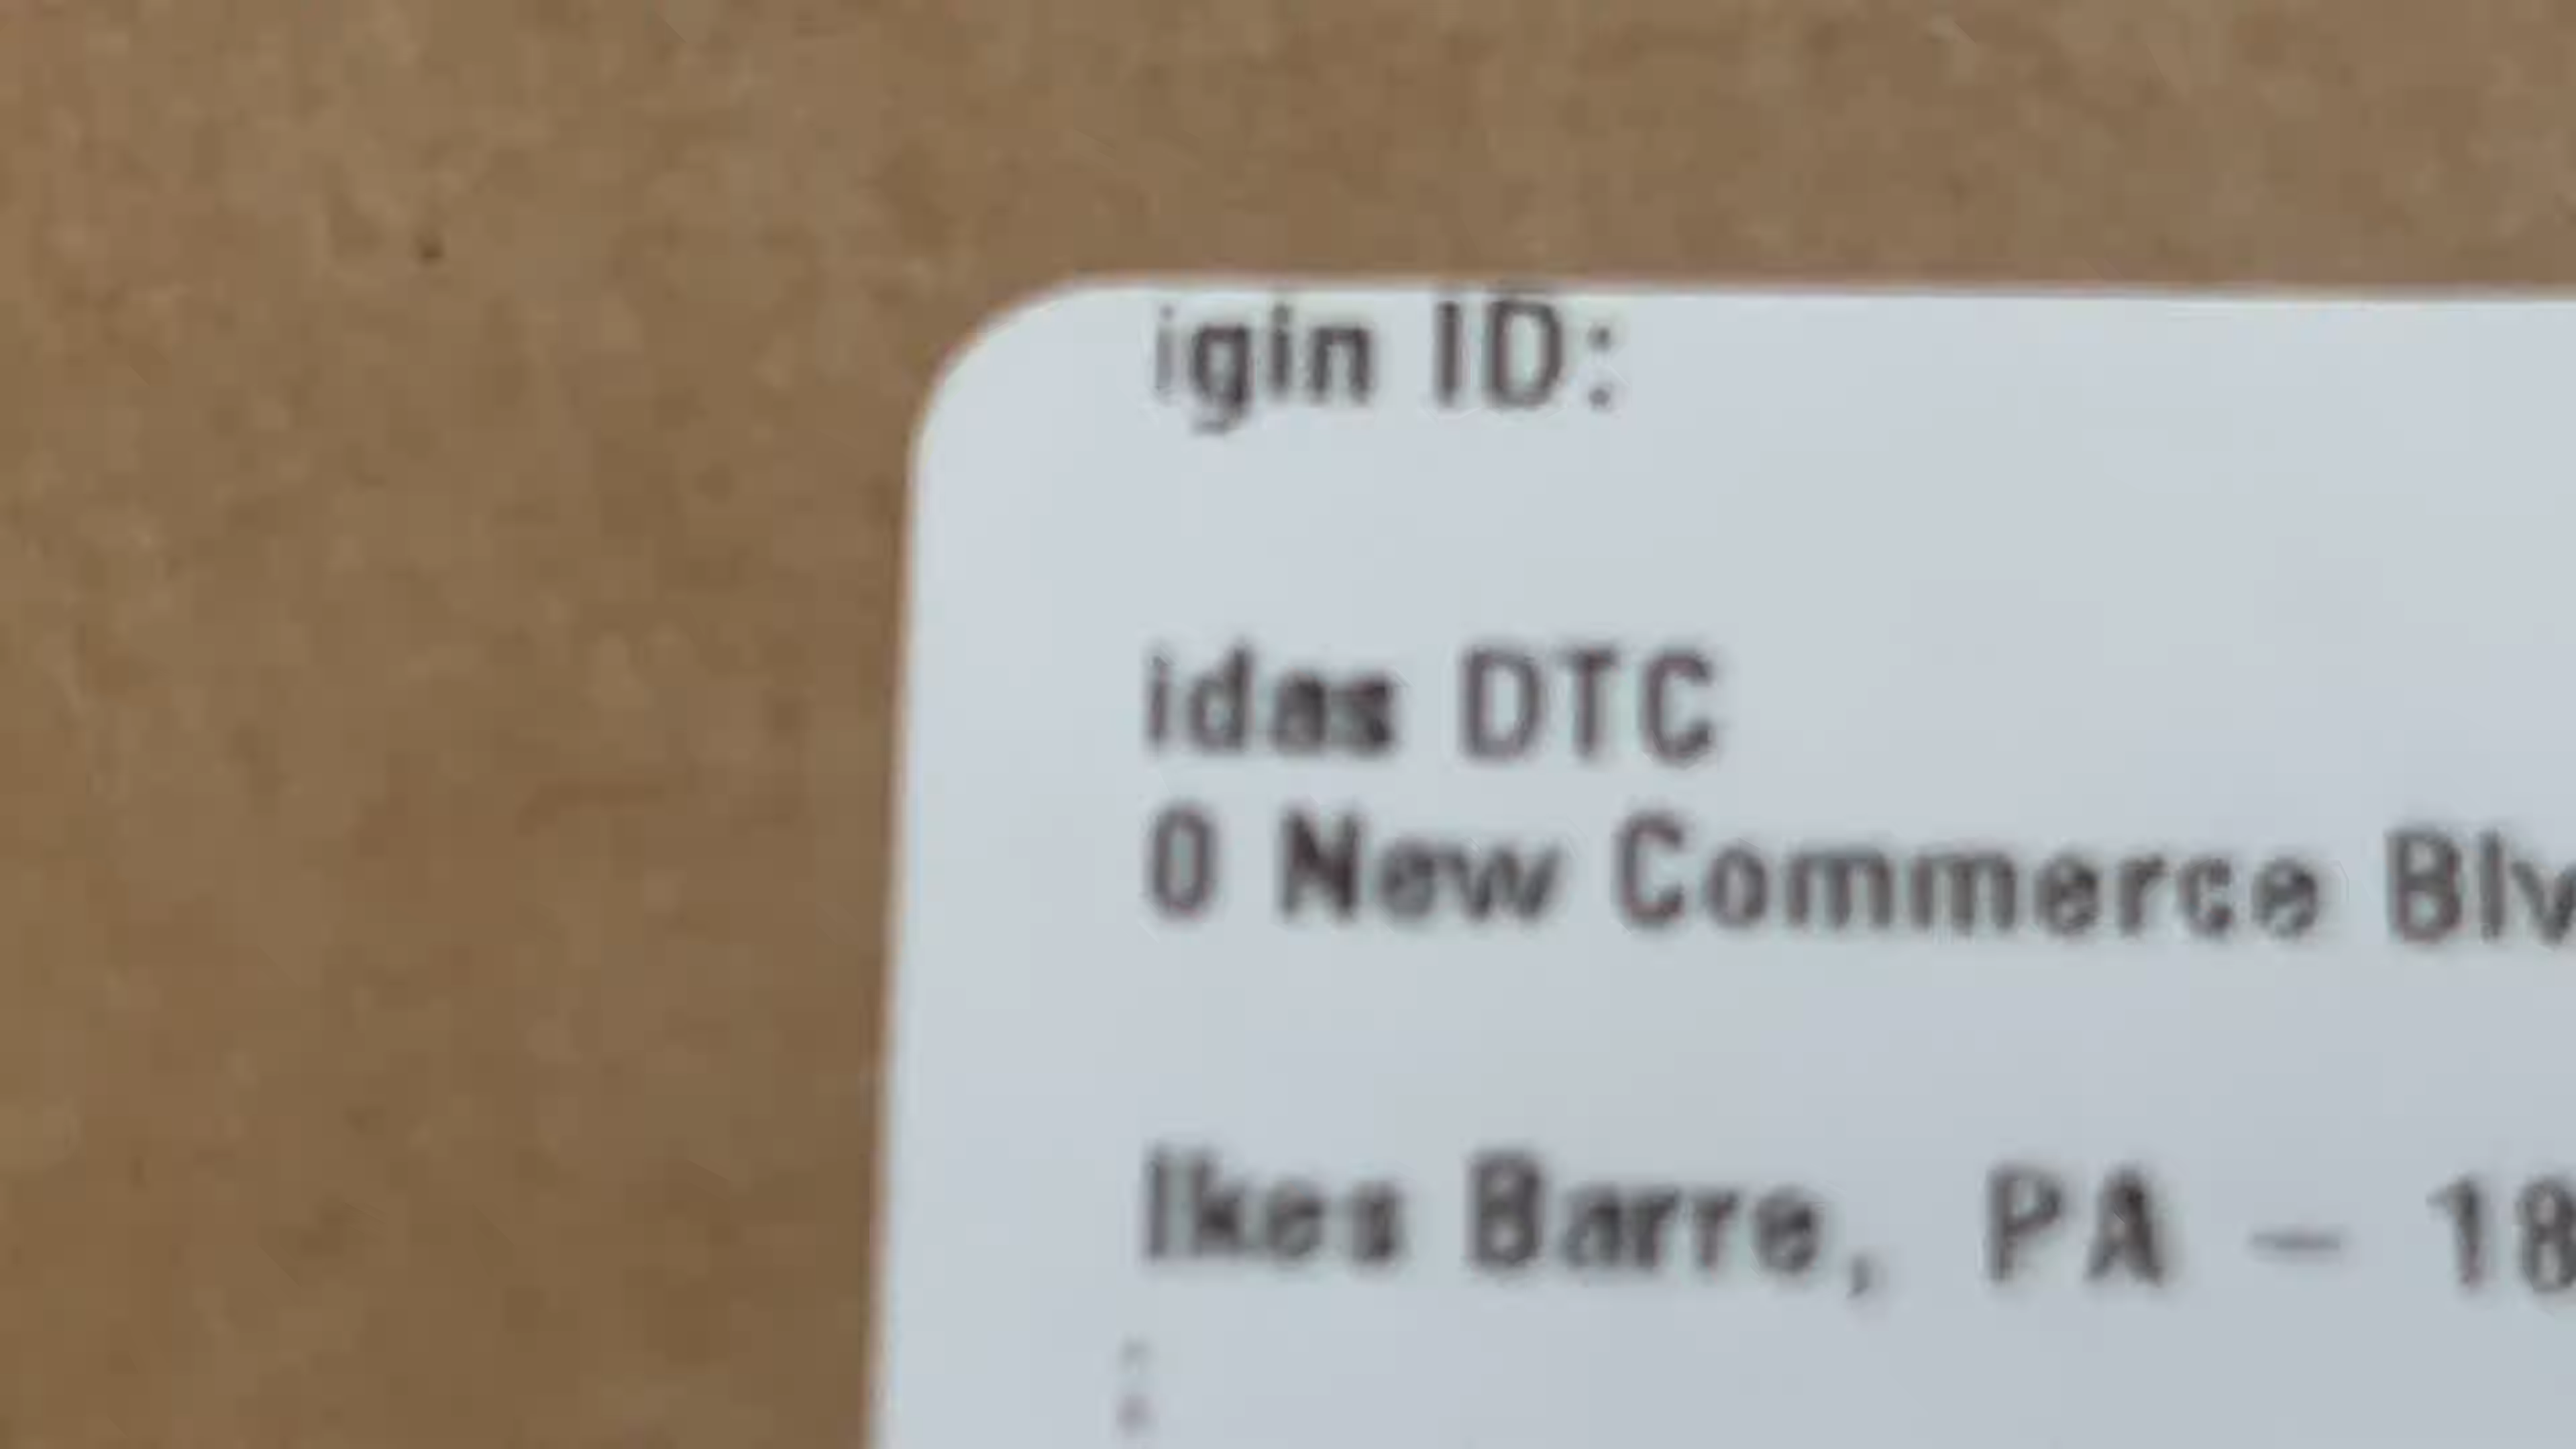 igin ID:
idas DTC
0 New Commerce Blv
lkes Barre, PA – 18
: